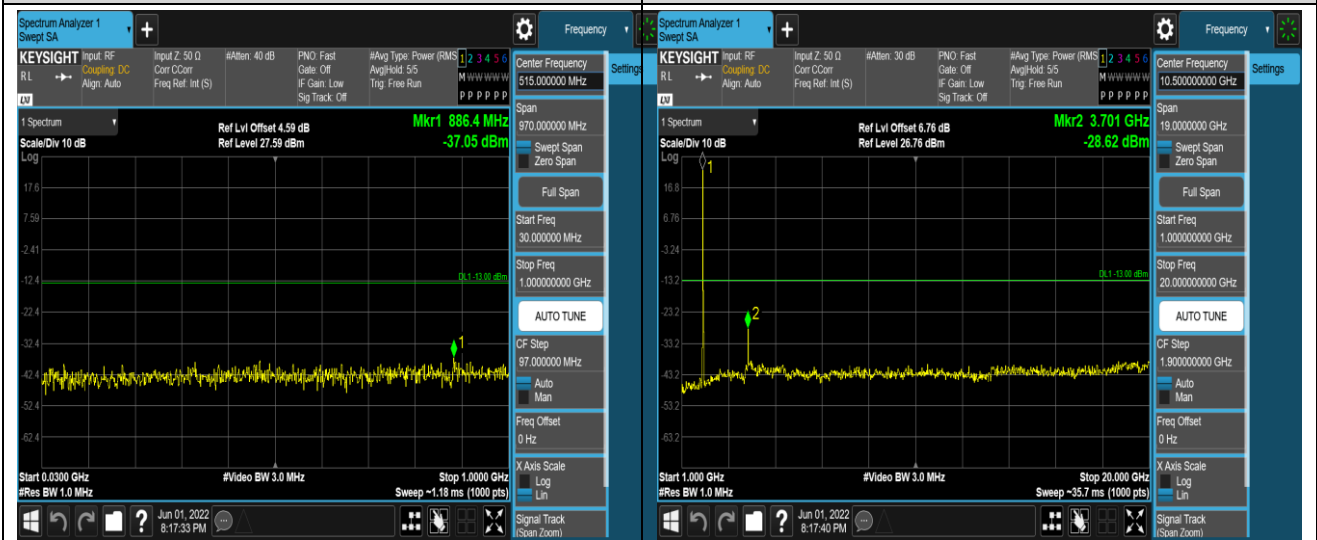 Spectrum Analyzer 1
Swept SA
+
Frequency
KEYSIGHT
Input: RF
Coupling: DC
Align: Auto
Input Z: 50 Ω
Corr CCorr
Freq Ref: Int (S)
#Atten: 40 dB
PNO: Fast
Gate: Off
IF Gain: Low
Sig Track: Off
#Avg Type: Power (RMS
Avg|Hold: 5/5
Trig: Free Run
1 2 3 4 5 6
M W W W W W
P P P P P P
RL
LXI
Center Frequency
515.000000 MHz
Settings
1 Spectrum
Scale/Div 10 dB
Log
Ref Lvl Offset 4.59 dB
Ref Level 27.59 dBm
Mkr1 886.4 MHz
-37.05 dBm
17.6
7.59
-2.41
-12.4
-22.4
-32.4
-42.4
-52.4
-62.4
DL1 -13.00 dBm
1
Start 0.0300 GHz
#Res BW 1.0 MHz
#Video BW 3.0 MHz
Stop 1.0000 GHz
Sweep ~1.18 ms (1000 pts)
Span
970.000000 MHz
Swept Span
Zero Span
Full Span
Start Freq
30.000000 MHz
Stop Freq
1.000000000 GHz
AUTO TUNE
CF Step
97.000000 MHz
Auto
Man
Freq Offset
0 Hz
X Axis Scale
Log
Lin
Signal Track
(Span Zoom)
?
Jun 01, 2022
8:17:33 PM
Spectrum Analyzer 1
Swept SA
+
Frequency
KEYSIGHT
Input: RF
Coupling: DC
Align: Auto
Input Z: 50 Ω
Corr CCorr
Freq Ref: Int (S)
#Atten: 30 dB
PNO: Fast
Gate: Off
IF Gain: Low
Sig Track: Off
#Avg Type: Power (RMS
Avg|Hold: 5/5
Trig: Free Run
1 2 3 4 5 6
M W W W W W
P P P P P P
RL
LXI
Center Frequency
10.500000000 GHz
Settings
1 Spectrum
Scale/Div 10 dB
Log
Ref Lvl Offset 6.76 dB
Ref Level 26.76 dBm
Mkr2 3.701 GHz
-28.62 dBm
1
16.8
6.76
-3.24
-13.2
-23.2
-33.2
-43.2
-53.2
-63.2
DL1 -13.00 dBm
2
Start 1.000 GHz
#Res BW 1.0 MHz
#Video BW 3.0 MHz
Stop 20.000 GHz
Sweep ~35.7 ms (1000 pts)
Span
19.0000000 GHz
Swept Span
Zero Span
Full Span
Start Freq
1.000000000 GHz
Stop Freq
20.000000000 GHz
AUTO TUNE
CF Step
1.900000000 GHz
Auto
Man
Freq Offset
0 Hz
X Axis Scale
Log
Lin
Signal Track
(Span Zoom)
?
Jun 01, 2022
8:17:40 PM